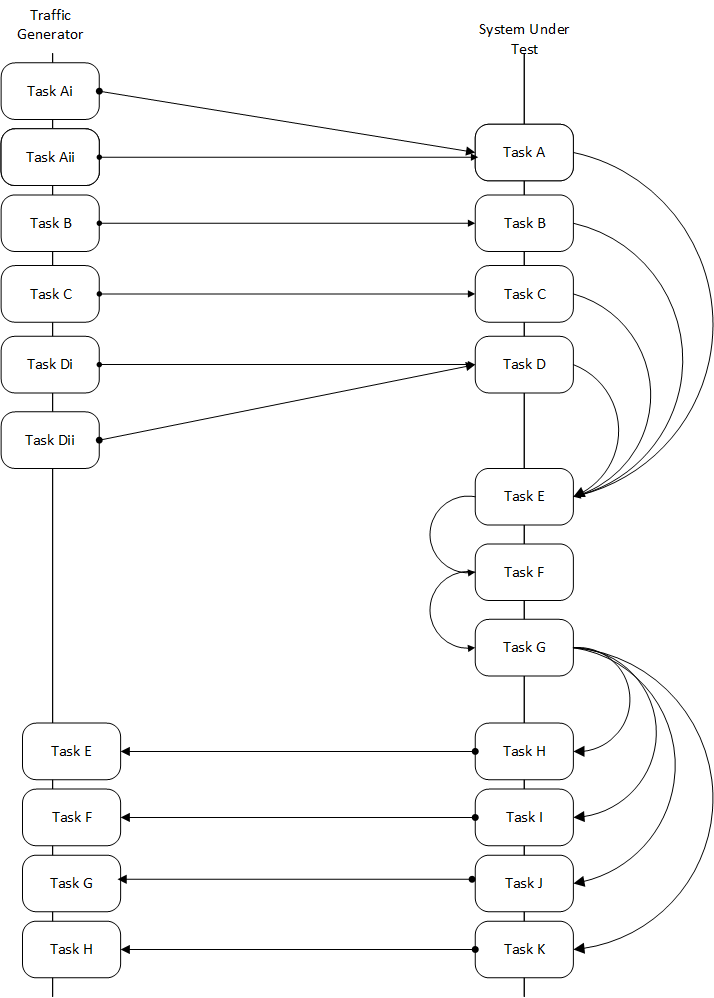 Traffic
Generator
System Under
Test
Task Ai
Task Aii
Task A
Task B
Task B
Task C
Task C
Task Di
Task D
Task Dii
Task E
Task F
Task G
Task E
Task H
Task F
Task I
Task G
Task J
Task H
Task K